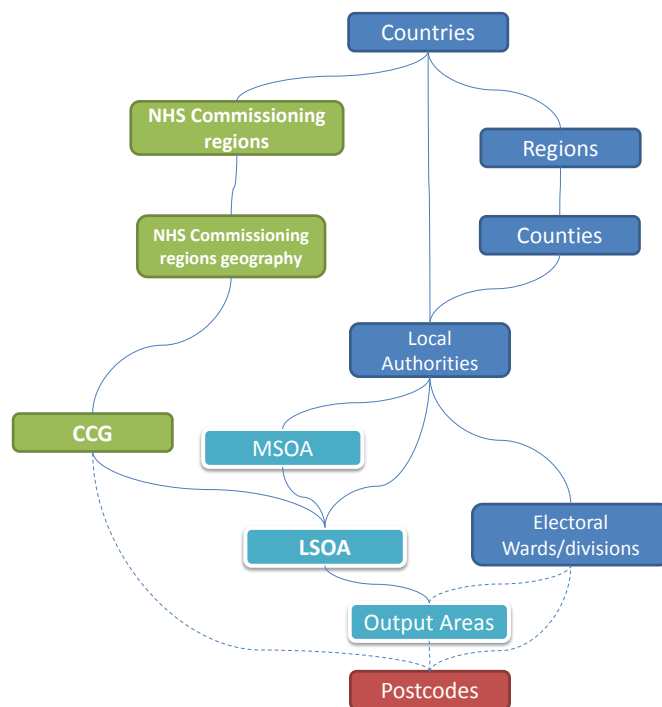 Countries
NHS Commissioning
regions
Regions
NHS Commissioning
regions geography
Counties
Local
Authorities
CCG
MSOA
LSOA
Electoral
Wards/divisions
Output Areas
Postcodes